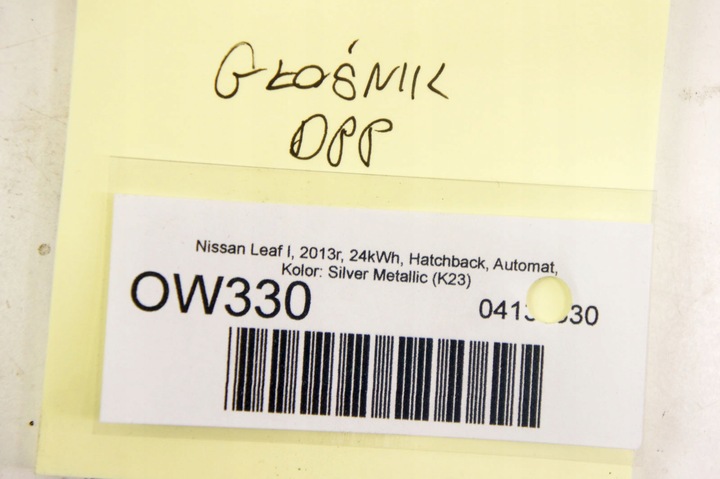 GŁOŚNIK
DPP
Nissan Leaf I, 2013r, 24kWh, Hatchback, Automat,
Kolor: Silver Metallic (K23)
OW330